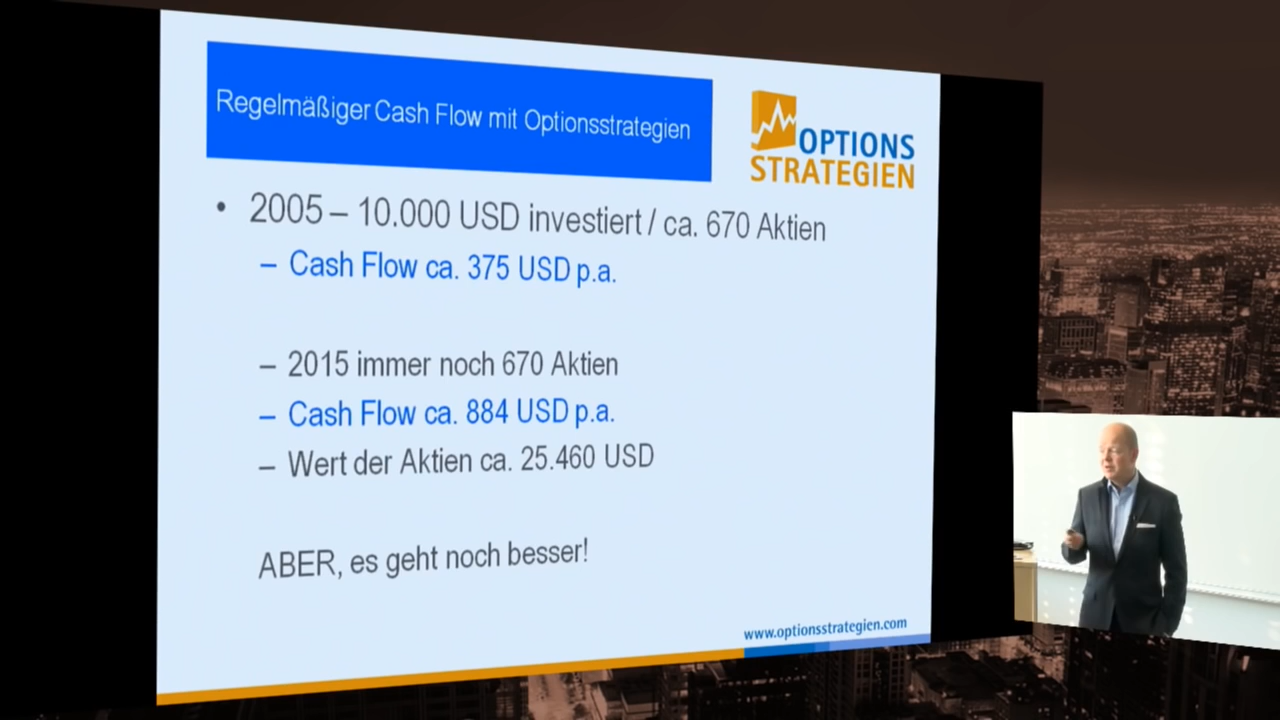 Regelmäßiger Cash Flow mit Optionsstrategien
OPTIONS
STRATEGIEN
• 2005 – 10.000 USD investiert / ca. 670 Aktien
– Cash Flow ca. 375 USD p.a.
– 2015 immer noch 670 Aktien
– Cash Flow ca. 884 USD p.a.
– Wert der Aktien ca. 25.460 USD
ABER, es geht noch besser!
www.optionsstrategien.com